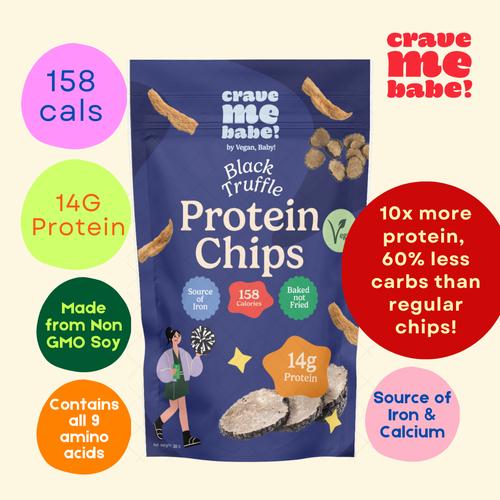 158
cals
14G
Protein
Made
from Non
GMO Soy
Contains
all 9
amino
acids
crave
me
babe!
by Vegan, Baby!
Black
Truffle
Protein
Chips
Source
of
Iron
158
Calories
Baked
not
Fried
14g
Protein
crave
me
babe!
10x more
protein,
60% less
carbs than
regular
chips!
Source of
Iron &
Calcium